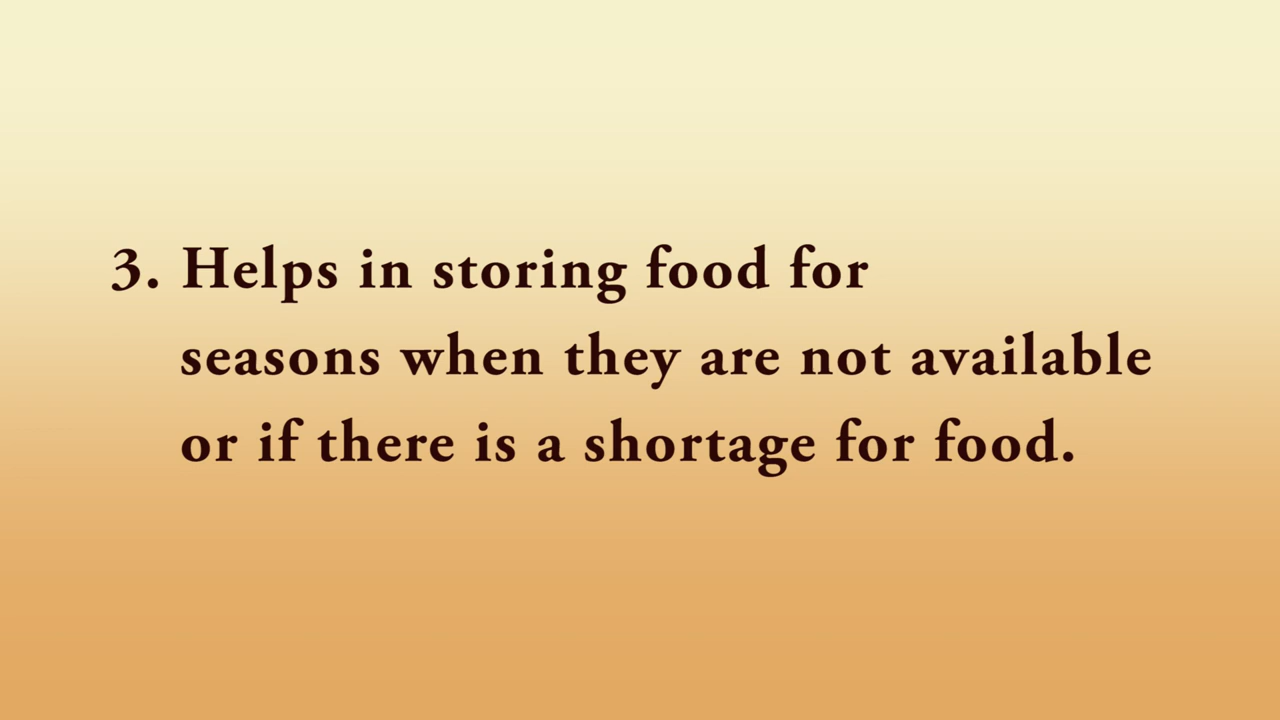 3. Helps in storing food for
seasons when they are not available
or if there is a shortage for food.